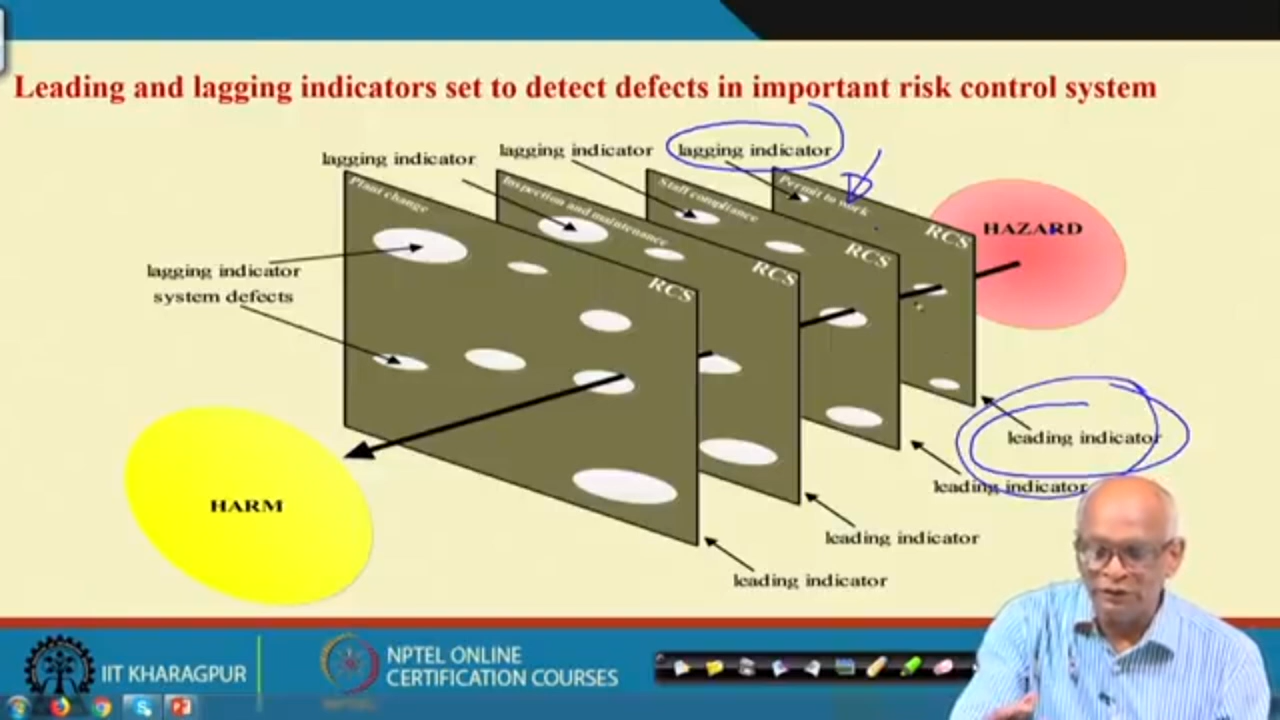 Leading and lagging indicators set to detect defects in important risk control system
lagging indicator
lagging indicator
lagging indicator
Plant change
Inspection and maintenance
Staff compliance
Permit to work
RCS
RCS
RCS
RCS
HAZARD
lagging indicator
system defects
HARM
leading indicator
leading indicator
leading indicator
leading indicator
IIT KHARAGPUR
NPTEL ONLINE
CERTIFICATION COURSES